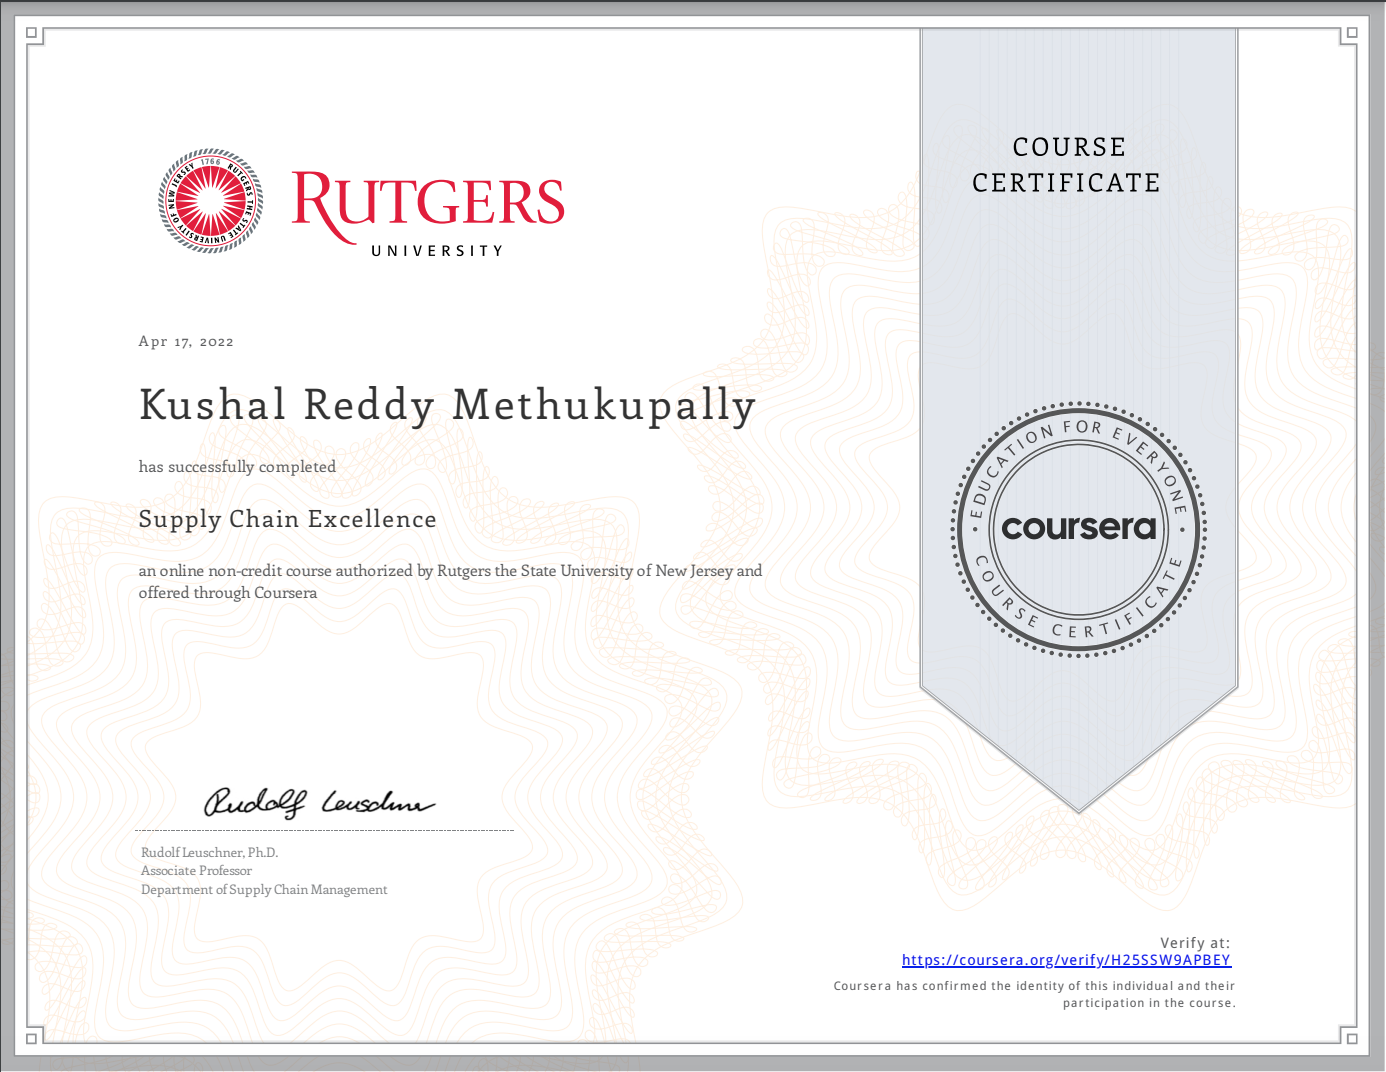 RUTGERS THE STATE UNIVERSITY OF NEW JERSEY
1766
RUTGERS
UNIVERSITY
COURSE
CERTIFICATE
Apr 17, 2022
Kushal Reddy Methukupally
has successfully completed
Supply Chain Excellence
an online non-credit course authorized by Rutgers the State University of New Jersey and
offered through Coursera
EDUCATION FOR EVERYONE
coursera
COURSE CERTIFICATE
Rudolf Leuschner
Rudolf Leuschner, Ph.D.
Associate Professor
Department of Supply Chain Management
Verify at:
https://coursera.org/verify/H25SSW9APBEY
Coursera has confirmed the identity of this individual and their
participation in the course.